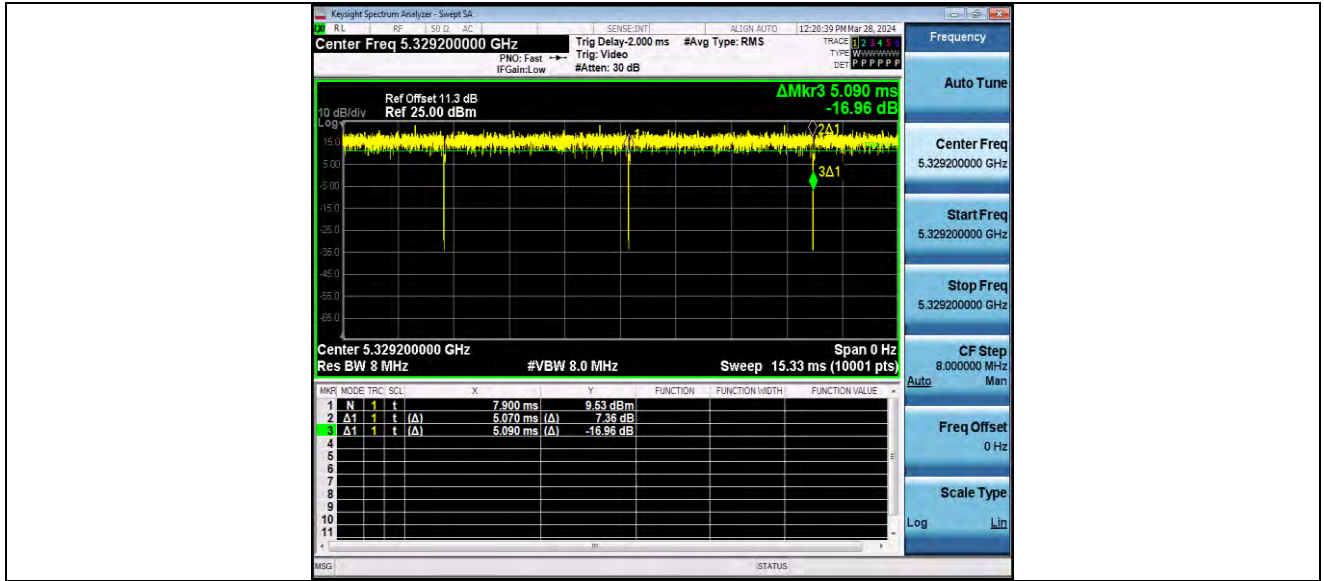 Keysight Spectrum Analyzer - Swept SA
RL RF 50 Ω AC SENSE:INT ALIGN AUTO 12:20:39 PM Mar 28, 2024
Center Freq 5.329200000 GHz
PNO: Fast
IFGain:Low
Trig Delay-2.000 ms
Trig: Video
#Atten: 30 dB
#Avg Type: RMS
TRACE 1 2 3 4 5 6
TYPE W
DET P P P P P P
Frequency
ΔMkr3 5.090 ms
-16.96 dB
Ref Offset 11.3 dB
10 dB/div Ref 25.00 dBm
Log
15.0
5.00
-5.00
-15.0
-25.0
-35.0
-45.0
-55.0
-65.0
1
2Δ1
3Δ1
Center 5.329200000 GHz Span 0 Hz
Res BW 8 MHz #VBW 8.0 MHz Sweep 15.33 ms (10001 pts)
MKR MODE TRC SCL X Y FUNCTION FUNCTION WIDTH FUNCTION VALUE
1 N 1 t 7.900 ms 9.53 dBm
2 Δ1 1 t (Δ) 5.070 ms (Δ) 7.36 dB
3 Δ1 1 t (Δ) 5.090 ms (Δ) -16.96 dB
4
5
6
7
8
9
10
11
MSG STATUS
Auto Tune
Center Freq
5.329200000 GHz
Start Freq
5.329200000 GHz
Stop Freq
5.329200000 GHz
CF Step
8.000000 MHz
Auto Man
Freq Offset
0 Hz
Scale Type
Log Lin